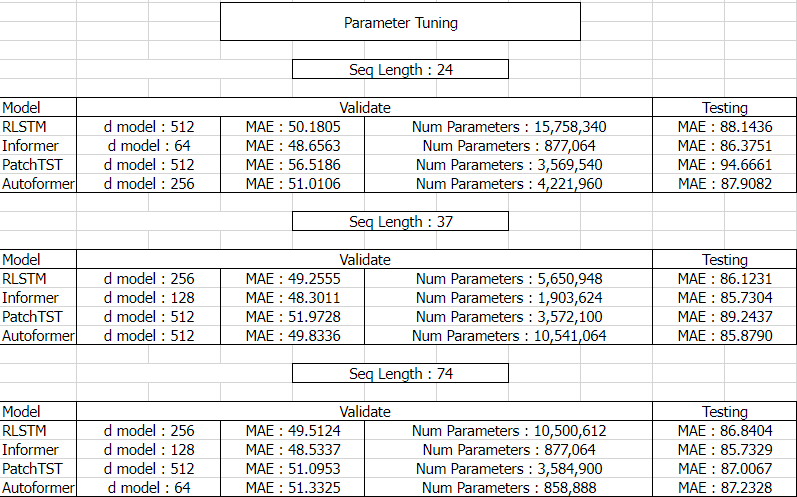 Parameter Tuning
Seq Length : 24
Model Validate Testing
RLSTM d model : 512 MAE : 50.1805 Num Parameters : 15,758,340 MAE : 88.1436
Informer d model : 64 MAE : 48.6563 Num Parameters : 877,064 MAE : 86.3751
PatchTST d model : 512 MAE : 56.5186 Num Parameters : 3,569,540 MAE : 94.6661
Autoformer d model : 256 MAE : 51.0106 Num Parameters : 4,221,960 MAE : 87.9082
Seq Length : 37
Model Validate Testing
RLSTM d model : 256 MAE : 49.2555 Num Parameters : 5,650,948 MAE : 86.1231
Informer d model : 128 MAE : 48.3011 Num Parameters : 1,903,624 MAE : 85.7304
PatchTST d model : 512 MAE : 51.9728 Num Parameters : 3,572,100 MAE : 89.2437
Autoformer d model : 512 MAE : 49.8336 Num Parameters : 10,541,064 MAE : 85.8790
Seq Length : 74
Model Validate Testing
RLSTM d model : 256 MAE : 49.5124 Num Parameters : 10,500,612 MAE : 86.8404
Informer d model : 128 MAE : 48.5337 Num Parameters : 877,064 MAE : 85.7329
PatchTST d model : 512 MAE : 51.0953 Num Parameters : 3,584,900 MAE : 87.0067
Autoformer d model : 64 MAE : 51.3325 Num Parameters : 858,888 MAE : 87.2328